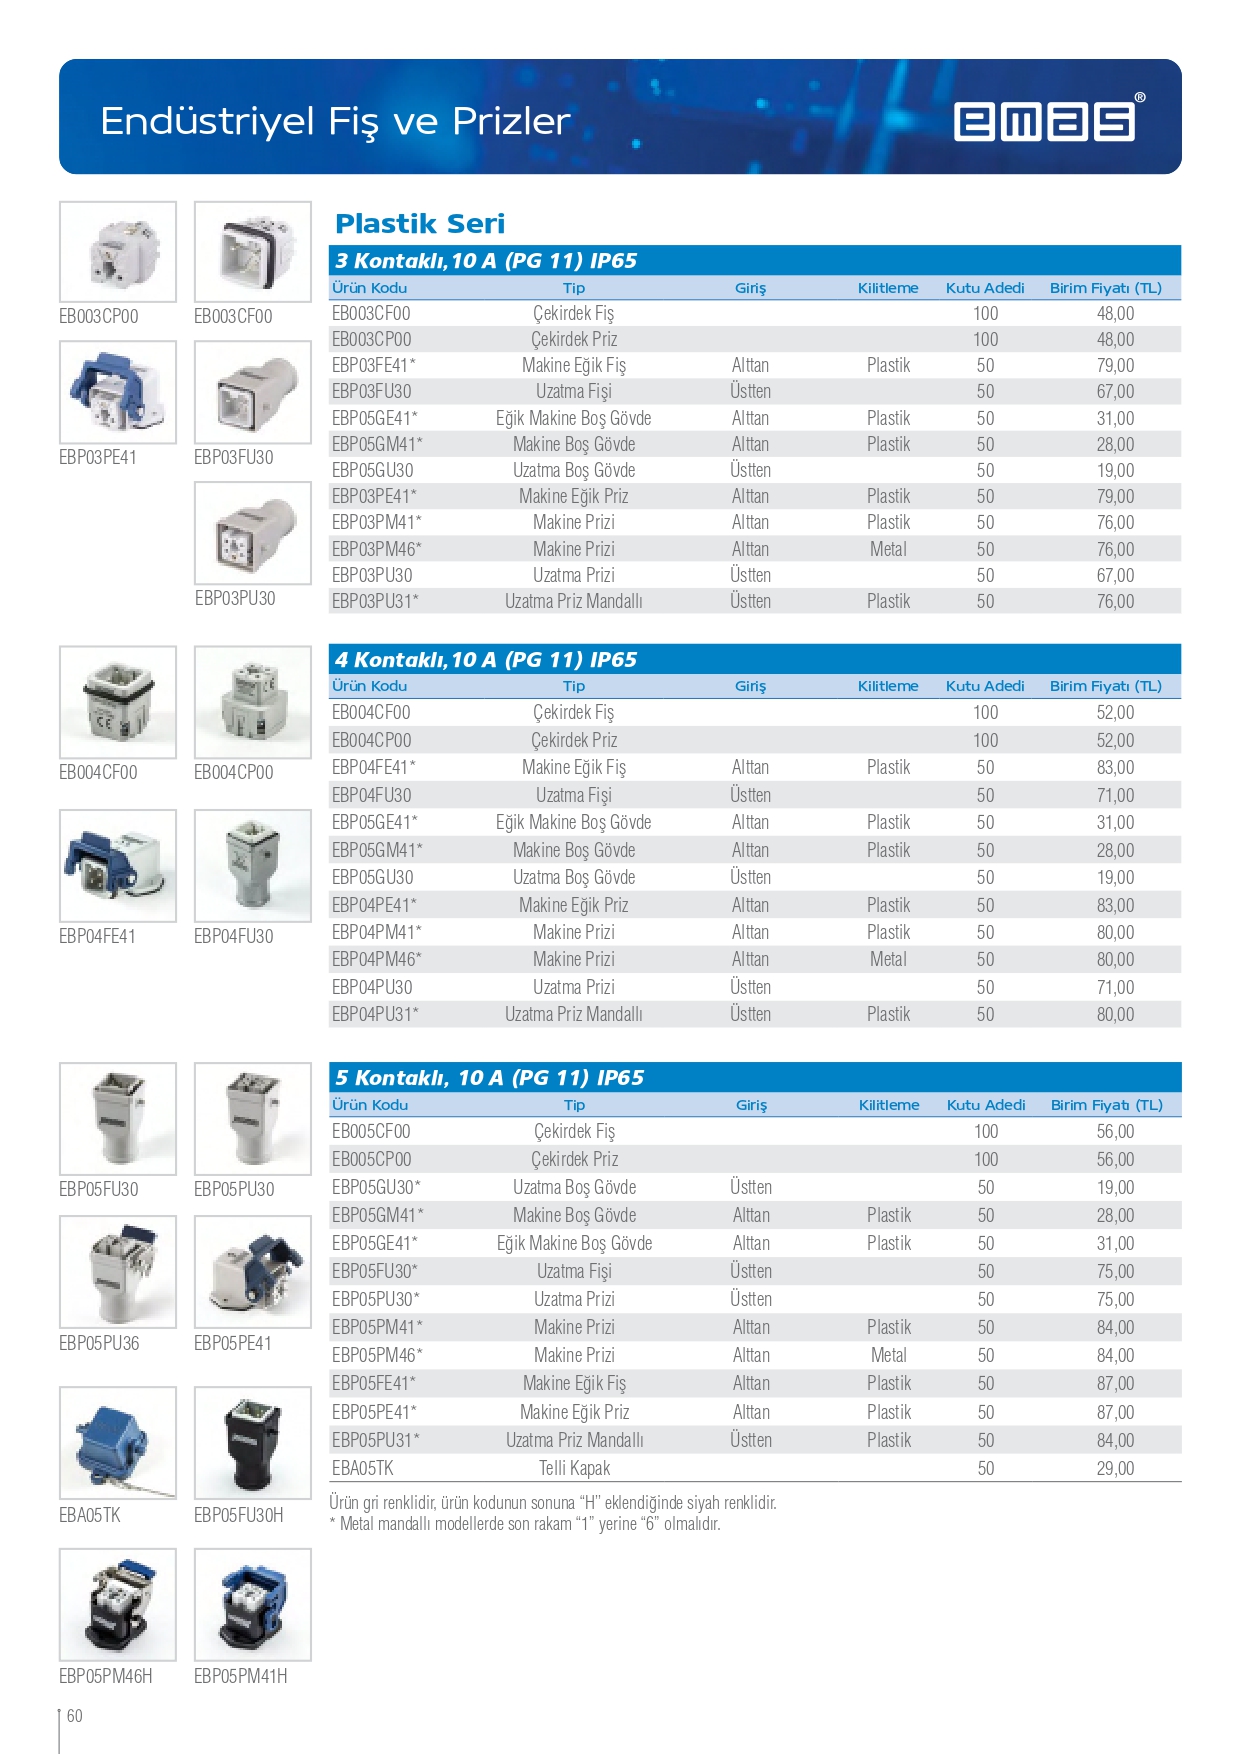 Endüstriyel Fiş ve Prizler
emas®
EB003CP00 EB003CF00
EBP03PE41 EBP03FU30
EBP03PU30
Plastik Seri
3 Kontaklı,10 A (PG 11) IP65
Ürün Kodu Tip Giriş Kilitleme Kutu Adedi Birim Fiyatı (TL)
EB003CF00 Çekirdek Fiş 100 48,00
EB003CP00 Çekirdek Priz 100 48,00
EBP03FE41* Makine Eğik Fiş Alttan Plastik 50 79,00
EBP03FU30 Uzatma Fişi Üstten 50 67,00
EBP05GE41* Eğik Makine Boş Gövde Alttan Plastik 50 31,00
EBP05GM41* Makine Boş Gövde Alttan Plastik 50 28,00
EBP05GU30 Uzatma Boş Gövde Üstten 50 19,00
EBP03PE41* Makine Eğik Priz Alttan Plastik 50 79,00
EBP03PM41* Makine Prizi Alttan Plastik 50 76,00
EBP03PM46* Makine Prizi Alttan Metal 50 76,00
EBP03PU30 Uzatma Prizi Üstten 50 67,00
EBP03PU31* Uzatma Priz Mandallı Üstten Plastik 50 76,00
EB004CF00 EB004CP00
EBP04FE41 EBP04FU30
4 Kontaklı,10 A (PG 11) IP65
Ürün Kodu Tip Giriş Kilitleme Kutu Adedi Birim Fiyatı (TL)
EB004CF00 Çekirdek Fiş 100 52,00
EB004CP00 Çekirdek Priz 100 52,00
EBP04FE41* Makine Eğik Fiş Alttan Plastik 50 83,00
EBP04FU30 Uzatma Fişi Üstten 50 71,00
EBP05GE41* Eğik Makine Boş Gövde Alttan Plastik 50 31,00
EBP05GM41* Makine Boş Gövde Alttan Plastik 50 28,00
EBP05GU30 Uzatma Boş Gövde Üstten 50 19,00
EBP04PE41* Makine Eğik Priz Alttan Plastik 50 83,00
EBP04PM41* Makine Prizi Alttan Plastik 50 80,00
EBP04PM46* Makine Prizi Alttan Metal 50 80,00
EBP04PU30 Uzatma Prizi Üstten 50 71,00
EBP04PU31* Uzatma Priz Mandallı Üstten Plastik 50 80,00
EBP05FU30 EBP05PU30
EBP05PU36 EBP05PE41
EBA05TK EBP05FU30H
EBP05PM46H EBP05PM41H
5 Kontaklı, 10 A (PG 11) IP65
Ürün Kodu Tip Giriş Kilitleme Kutu Adedi Birim Fiyatı (TL)
EB005CF00 Çekirdek Fiş 100 56,00
EB005CP00 Çekirdek Priz 100 56,00
EBP05GU30* Uzatma Boş Gövde Üstten 50 19,00
EBP05GM41* Makine Boş Gövde Alttan Plastik 50 28,00
EBP05GE41* Eğik Makine Boş Gövde Alttan Plastik 50 31,00
EBP05FU30* Uzatma Fişi Üstten 50 75,00
EBP05PU30* Uzatma Prizi Üstten 50 75,00
EBP05PM41* Makine Prizi Alttan Plastik 50 84,00
EBP05PM46* Makine Prizi Alttan Metal 50 84,00
EBP05FE41* Makine Eğik Fiş Alttan Plastik 50 87,00
EBP05PE41* Makine Eğik Priz Alttan Plastik 50 87,00
EBP05PU31* Uzatma Priz Mandallı Üstten Plastik 50 84,00
EBA05TK Telli Kapak 50 29,00
Ürün gri renklidir, ürün kodunun sonuna “H” eklendiğinde siyah renklidir.
* Metal mandallı modellerde son rakam “1” yerine “6” olmalıdır.
60